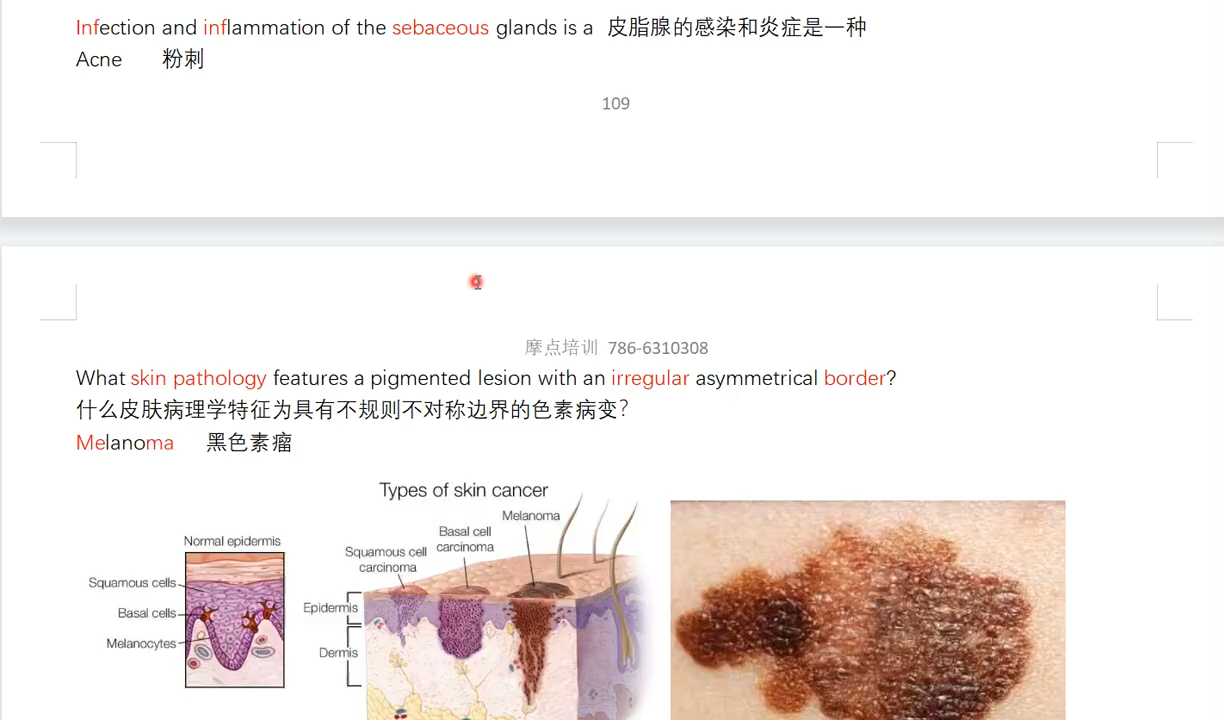 Infection and inflammation of the sebaceous glands is a 皮脂腺的感染和炎症是一种
Acne 粉刺
109
摩点培训 786-6310308
What skin pathology features a pigmented lesion with an irregular asymmetrical border?
什么皮肤病理学特征为具有不规则不对称边界的色素病变?
Melanoma 黑色素瘤
Types of skin cancer
Melanoma
Basal cell
carcinoma
Squamous cell
carcinoma
Normal epidermis
Squamous cells
Basal cells
Melanocytes
Epidermis
Dermis